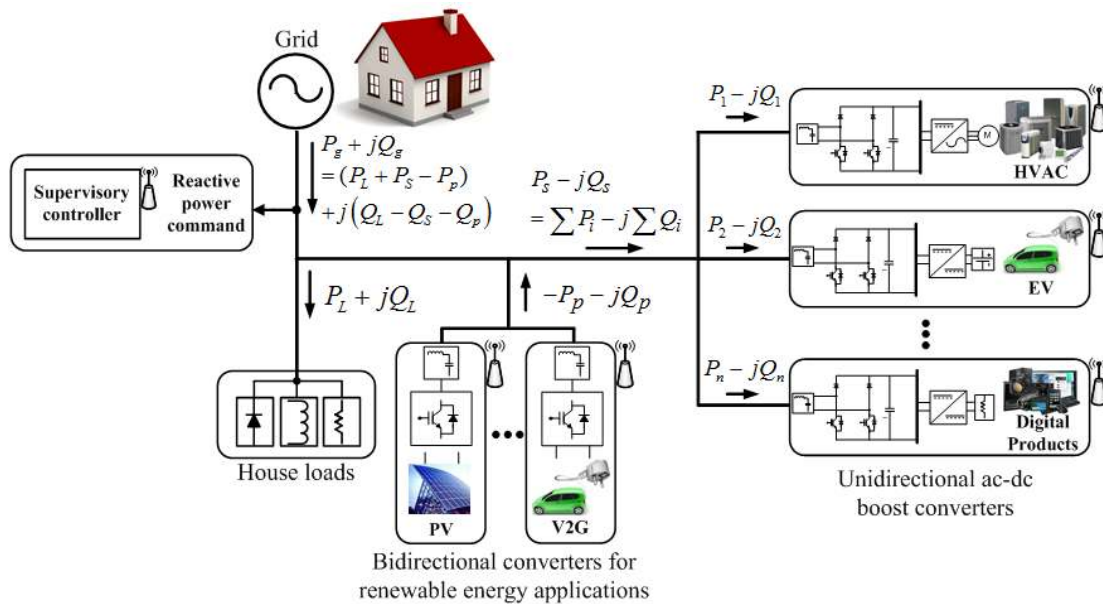 Grid
P_g + jQ_g
= (P_L + P_S − P_p)
+ j(Q_L − Q_S − Q_p)
Supervisory
controller
Reactive
power
command
P_L + jQ_L
House loads
P_s − jQ_s
= ∑P_i − j∑Q_i
−P_p − jQ_p
PV
V2G
Bidirectional converters for
renewable energy applications
P_1 − jQ_1
M
HVAC
P_2 − jQ_2
EV
P_n − jQ_n
Digital
Products
Unidirectional ac-dc
boost converters